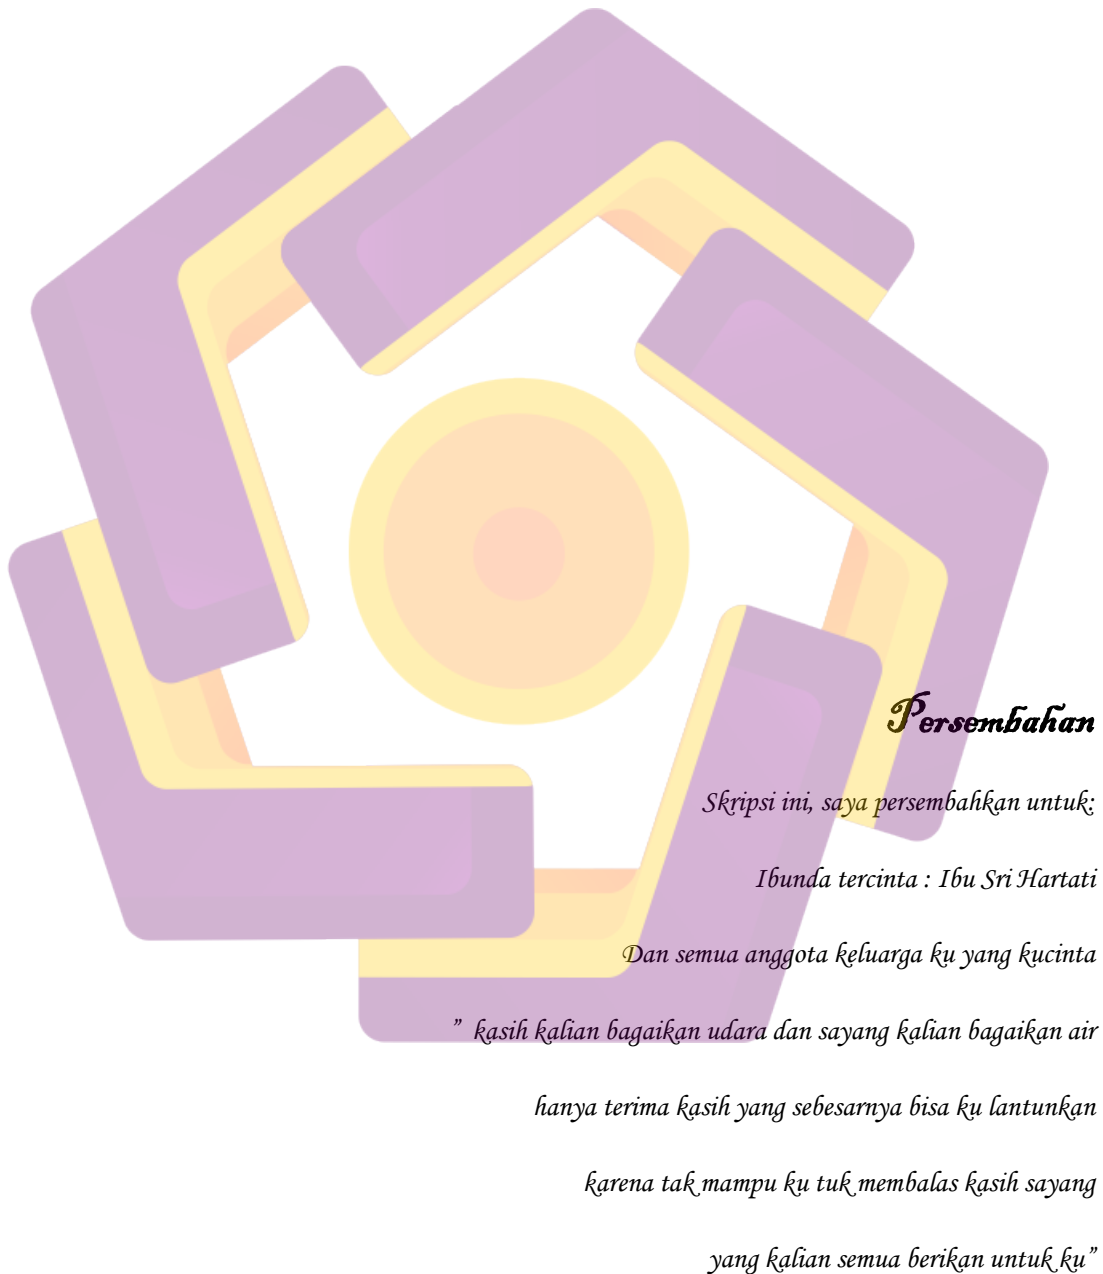 Persembahan
Skripsi ini, saya persembahkan untuk:
Ibunda tercinta : Ibu Sri Hartati
Dan semua anggota keluarga ku yang kucinta
” kasih kalian bagaikan udara dan sayang kalian bagaikan air
hanya terima kasih yang sebesarnya bisa ku lantunkan
karena tak mampu ku tuk membalas kasih sayang
yang kalian semua berikan untuk ku”